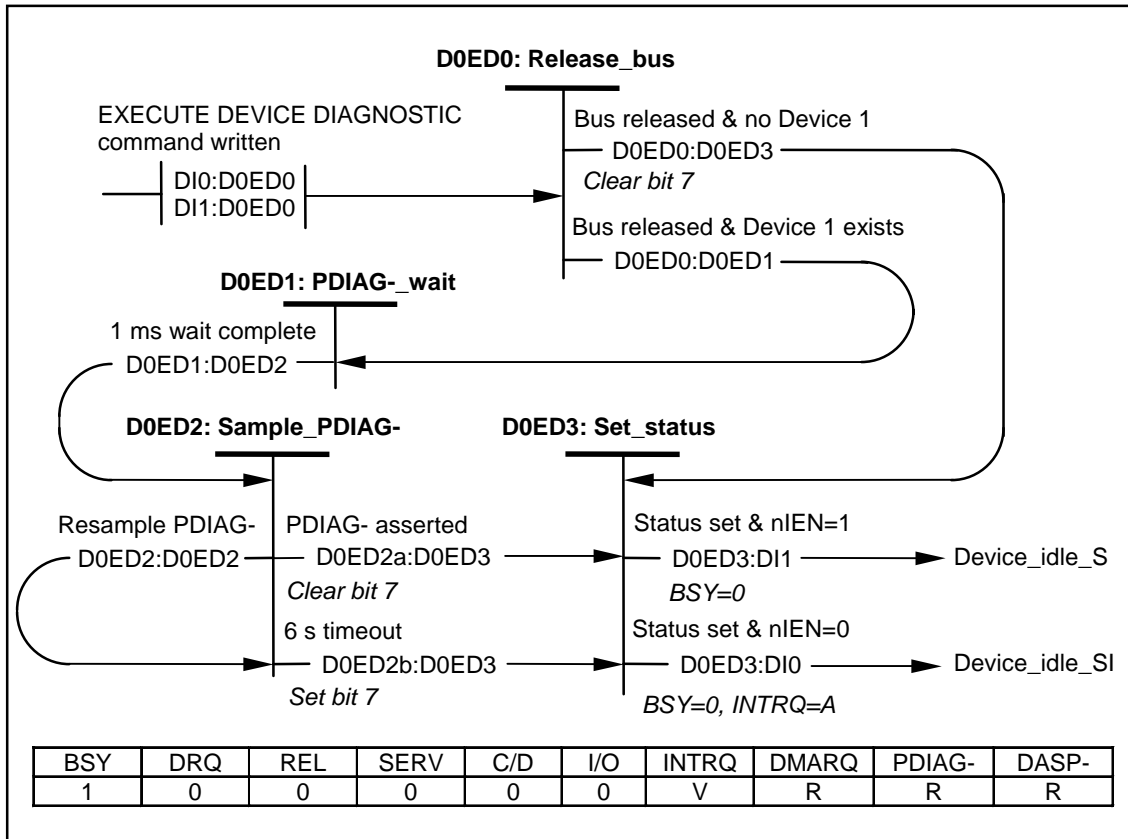 D0ED0: Release_bus
EXECUTE DEVICE DIAGNOSTIC
command written
DI0:D0ED0
DI1:D0ED0
Bus released & no Device 1
D0ED0:D0ED3
Clear bit 7
Bus released & Device 1 exists
D0ED0:D0ED1
D0ED1: PDIAG-_wait
1 ms wait complete
D0ED1:D0ED2
D0ED2: Sample_PDIAG-
D0ED3: Set_status
Resample PDIAG-
D0ED2:D0ED2
PDIAG- asserted
D0ED2a:D0ED3
Clear bit 7
6 s timeout
D0ED2b:D0ED3
Set bit 7
Status set & nIEN=1
D0ED3:DI1
Device_idle_S
BSY=0
Status set & nIEN=0
D0ED3:DI0
Device_idle_SI
BSY=0, INTRQ=A
BSY DRQ REL SERV C/D I/O INTRQ DMARQ PDIAG- DASP-
1 0 0 0 0 0 V R R R